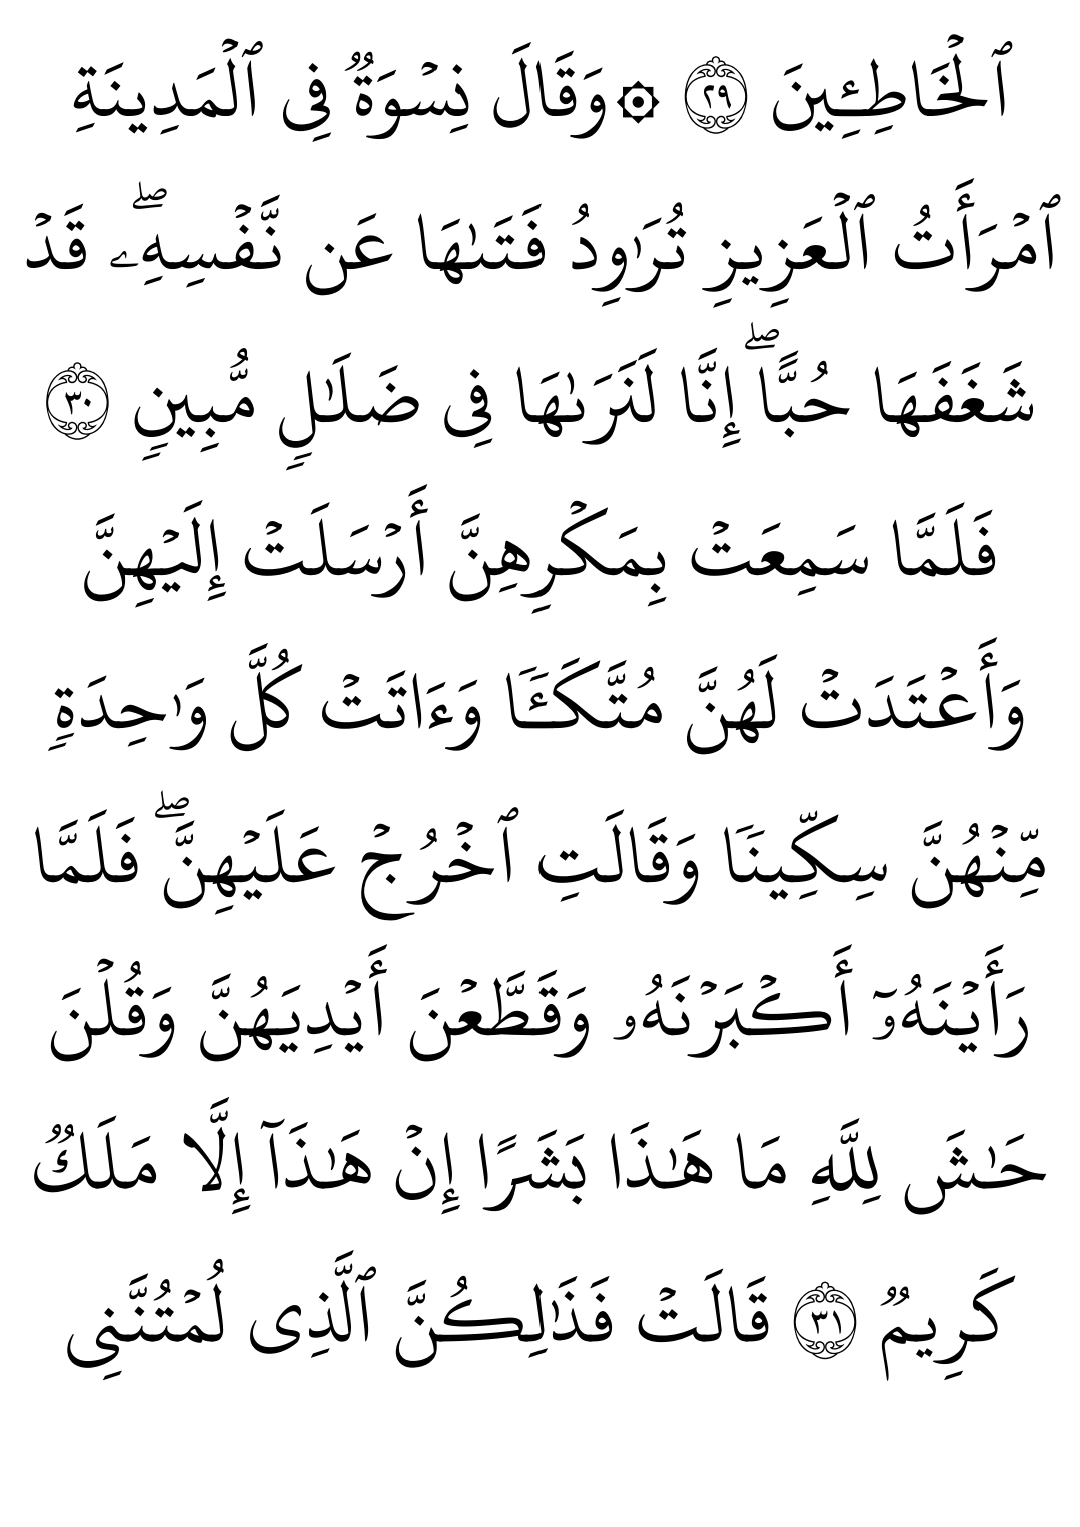 ٱلۡخَاطِـِٔينَ ٢٩ ۞ وَقَالَ نِسۡوَةٞ فِي ٱلۡمَدِينَةِ
ٱمۡرَأَتُ ٱلۡعَزِيزِ تُرَٰوِدُ فَتَىٰهَا عَن نَّفۡسِهِۦۖ قَدۡ
شَغَفَهَا حُبًّاۖ إِنَّا لَنَرَىٰهَا فِي ضَلَٰلٖ مُّبِينٖ ٣٠
فَلَمَّا سَمِعَتۡ بِمَكۡرِهِنَّ أَرۡسَلَتۡ إِلَيۡهِنَّ
وَأَعۡتَدَتۡ لَهُنَّ مُتَّكَـٔٗا وَءَاتَتۡ كُلَّ وَٰحِدَةٖ
مِّنۡهُنَّ سِكِّينٗا وَقَالَتِ ٱخۡرُجۡ عَلَيۡهِنَّۖ فَلَمَّا
رَأَيۡنَهُۥٓ أَكۡبَرۡنَهُۥ وَقَطَّعۡنَ أَيۡدِيَهُنَّ وَقُلۡنَ
حَٰشَ لِلَّهِ مَا هَٰذَا بَشَرًا إِنۡ هَٰذَآ إِلَّا مَلَكٞ
كَرِيمٞ ٣١ قَالَتۡ فَذَٰلِكُنَّ ٱلَّذِي لُمۡتُنَّنِي